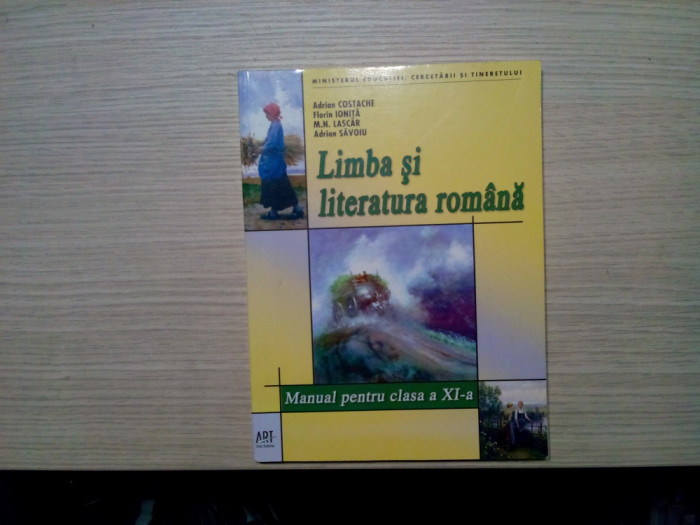 MINISTERUL EDUCAȚIEI, CERCETĂRII ȘI TINERETULUI
Adrian COSTACHE
Florin IONIȚĂ
M.N. LASCĂR
Adrian SĂVOIU
Limba și
literatura română
Manual pentru clasa a XI-a
ART